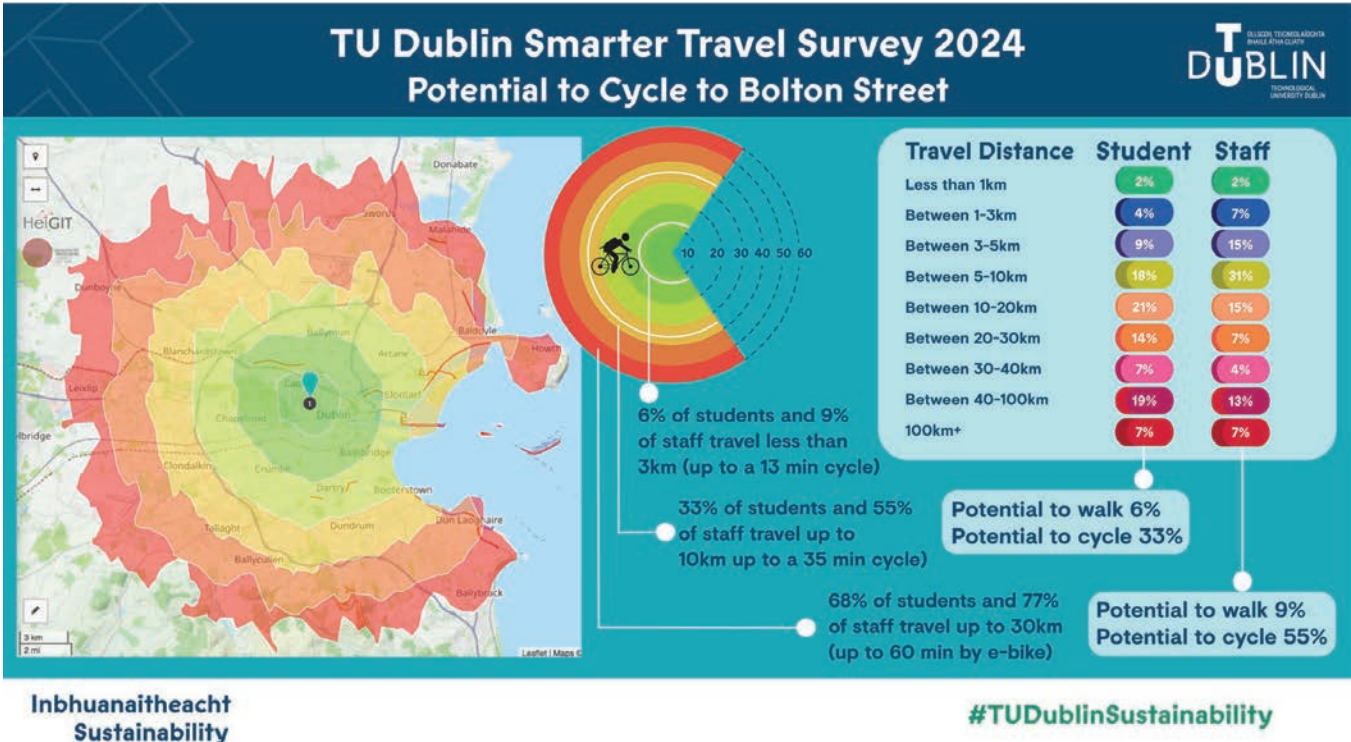 TU Dublin Smarter Travel Survey 2024
Potential to Cycle to Bolton Street
OLLSCOIL TEICNEOLAÍOCHTA
BHAILE ÁTHA CLIATH
TU
DUBLIN
TECHNOLOGICAL
UNIVERSITY DUBLIN
HeiGIT
Donabate
Swords
Malahide
Dunboyne
Ballymun
Baldoyle
Blanchardstown
Artane
Howth
Leixlip
Clontarf
Chapelizod
Dublin
1
elbridge
Clondalkin
Crumlin
Ballsbridge
Dartry
Booterstown
Tallaght
Dundrum
Dun Laoghaire
Ballycullen
Ballybrack
3 km
2 mi
Leaflet | Maps ©
10 20 30 40 50 60
6% of students and 9%
of staff travel less than
3km (up to a 13 min cycle)
33% of students and 55%
of staff travel up to
10km up to a 35 min cycle)
68% of students and 77%
of staff travel up to 30km
(up to 60 min by e-bike)
Travel Distance Student Staff
Less than 1km 2% 2%
Between 1-3km 4% 7%
Between 3-5km 9% 15%
Between 5-10km 18% 31%
Between 10-20km 21% 15%
Between 20-30km 14% 7%
Between 30-40km 7% 4%
Between 40-100km 19% 13%
100km+ 7% 7%
Potential to walk 6%
Potential to cycle 33%
Potential to walk 9%
Potential to cycle 55%
Inbhuanaitheacht
Sustainability
#TUDublinSustainability